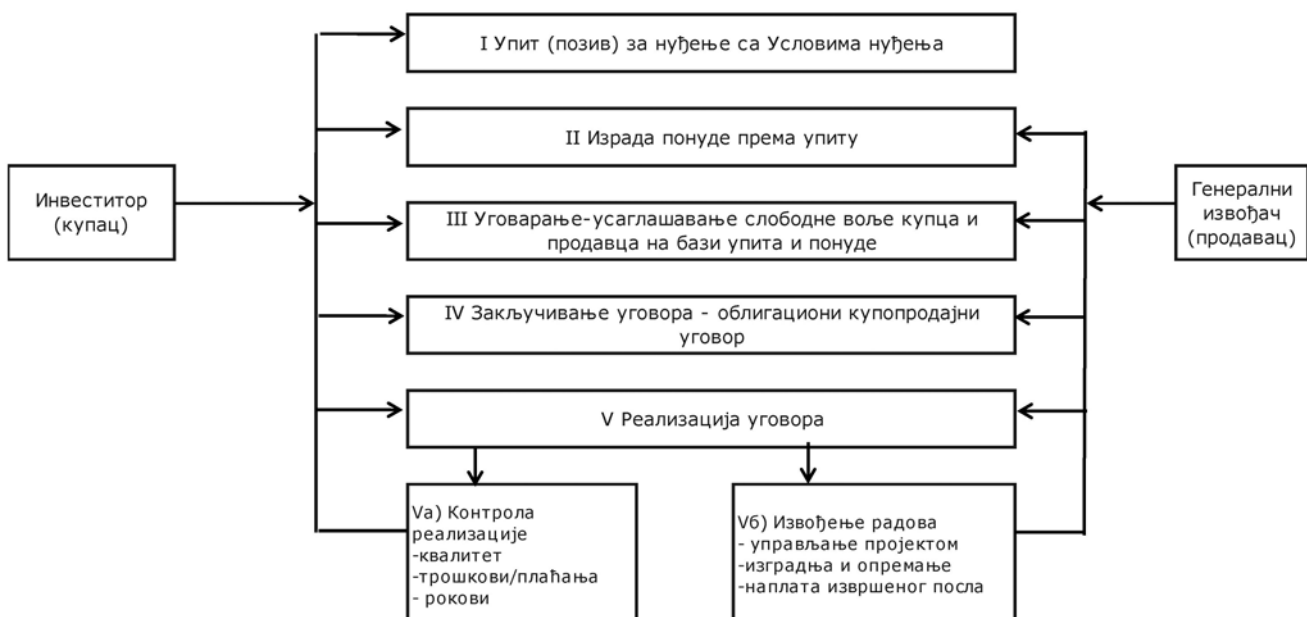 I Упит (позив) за нуђење са Условима нуђења
II Израда понуде према упиту
Инвеститор
(купац)
Генерални
извођач
(продавац)
III Уговарање-усаглашавање слободне воље купца и
продавца на бази упита и понуде
IV Закључивање уговора - облигациони купопродајни
уговор
V Реализација уговора
Vа) Контрола
реализације
-квалитет
-трошкови/плаћања
- рокови
Vб) Извођење радова
- управљање пројектом
-изградња и опремање
-наплата извршеног посла